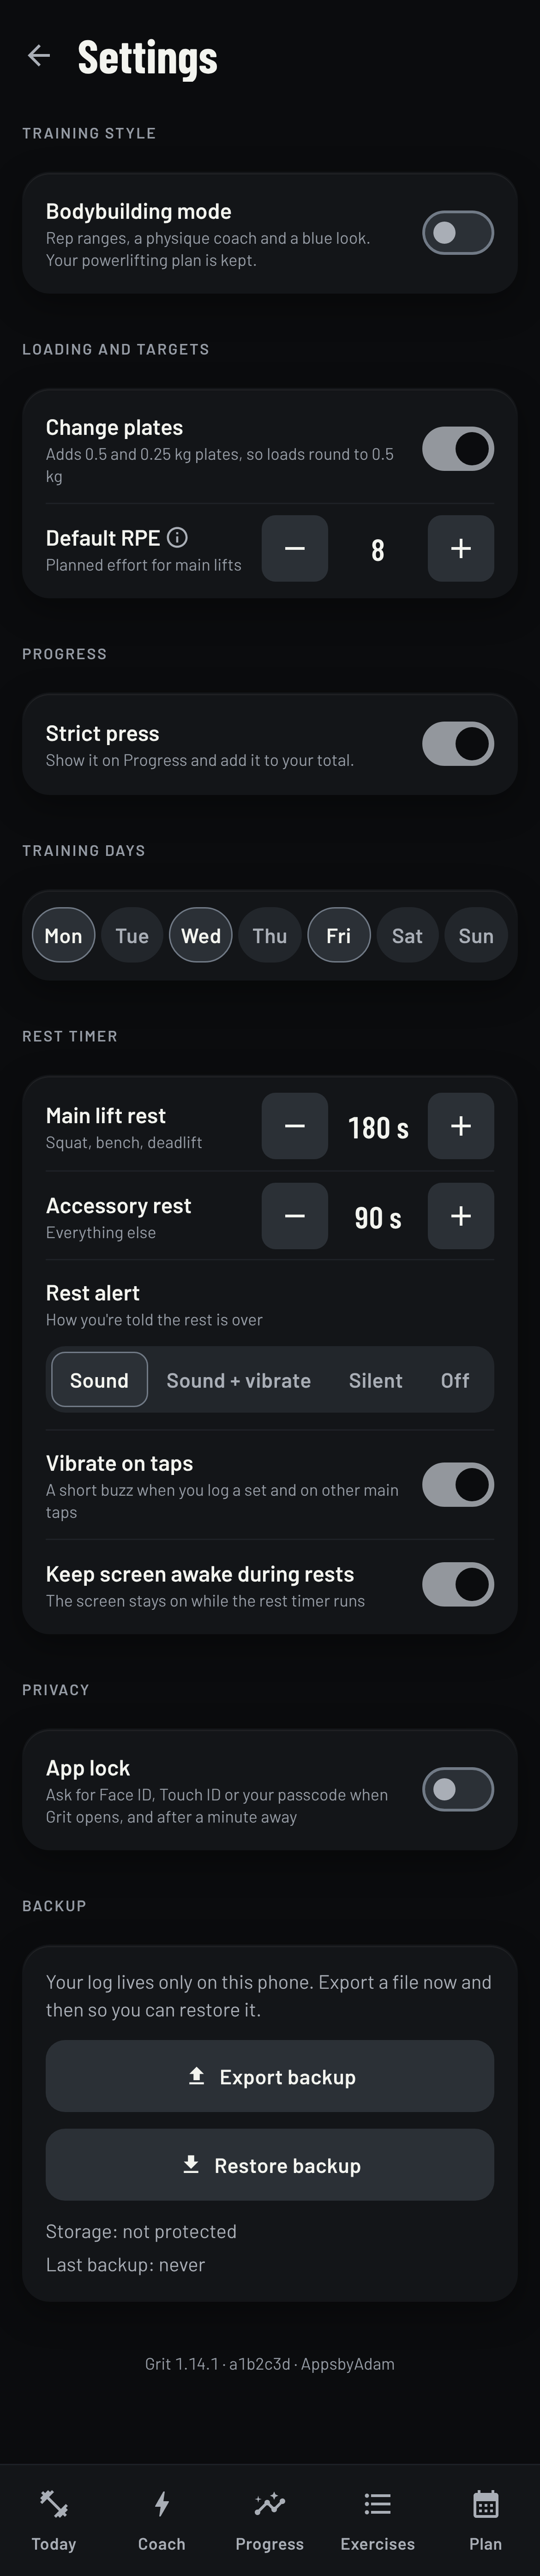 Settings
TRAINING STYLE
Bodybuilding mode
Rep ranges, a physique coach and a blue look.
Your powerlifting plan is kept.
LOADING AND TARGETS
Change plates
Adds 0.5 and 0.25 kg plates, so loads round to 0.5
kg
Default RPE
Planned effort for main lifts
8
PROGRESS
Strict press
Show it on Progress and add it to your total.
TRAINING DAYS
Mon Tue Wed Thu Fri Sat Sun
REST TIMER
Main lift rest
Squat, bench, deadlift
180 s
Accessory rest
Everything else
90 s
Rest alert
How you're told the rest is over
Sound Sound + vibrate Silent Off
Vibrate on taps
A short buzz when you log a set and on other main
taps
Keep screen awake during rests
The screen stays on while the rest timer runs
PRIVACY
App lock
Ask for Face ID, Touch ID or your passcode when
Grit opens, and after a minute away
BACKUP
Your log lives only on this phone. Export a file now and
then so you can restore it.
Export backup
Restore backup
Storage: not protected
Last backup: never
Grit 1.14.1 · a1b2c3d · AppsbyAdam
Today Coach Progress Exercises Plan